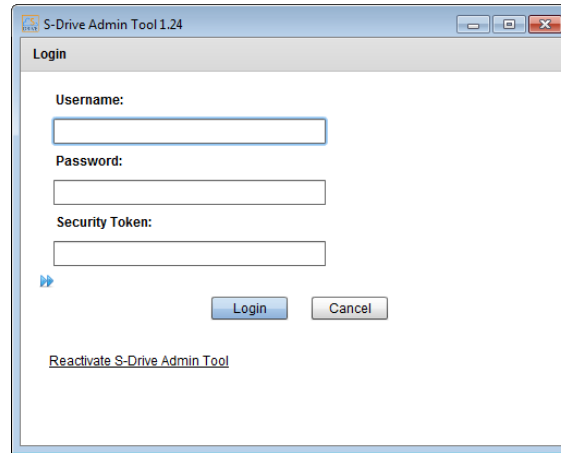 S-Drive Admin Tool 1.24
Login
Username:
Password:
Security Token:
Login Cancel
Reactivate S-Drive Admin Tool